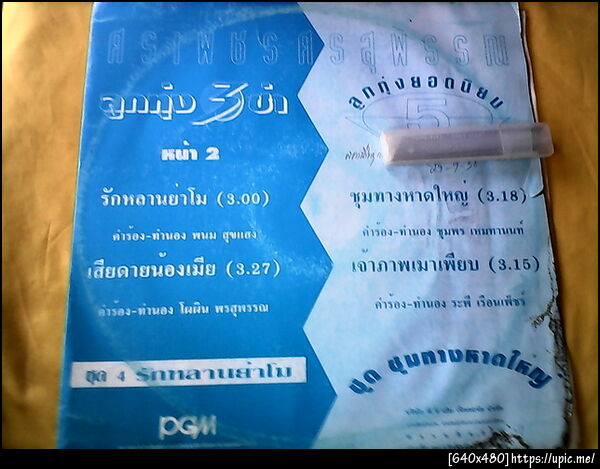 ศรเพชร ศรสุพรรณ
ลูกทุ่ง 3 ช่า
หน้า 2
รักหลานย่าโม (3.00)
คำร้อง-ทำนอง พนม สุขแสง
เสียดายน้องเมีย (3.27)
คำร้อง-ทำนอง โผผิน พรสุพรรณ
ชุด 4 รักหลานย่าโม
PGM
ลูกทุ่งยอดนิยม
5
ชุมทางหาดใหญ่ (3.18)
คำร้อง-ทำนอง ชุมพร เทมทานนท์
เจ้าภาพเมาเพียบ (3.15)
คำร้อง-ทำนอง ระพี เรือนเพ็ชร์
ชุด ชุมทางหาดใหญ่
[640x480]https://upic.me/